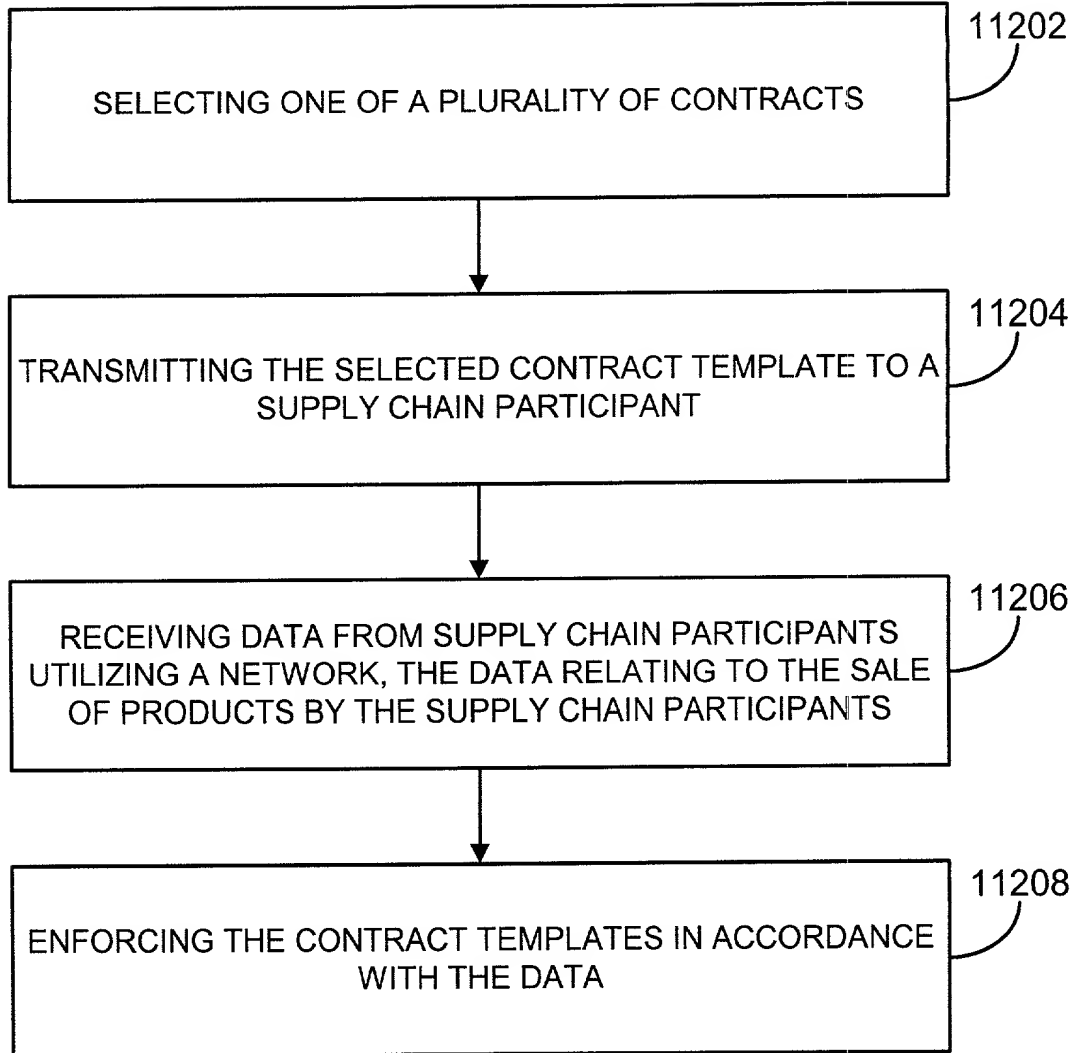 11202
SELECTING ONE OF A PLURALITY OF CONTRACTS
11204
TRANSMITTING THE SELECTED CONTRACT TEMPLATE TO A
SUPPLY CHAIN PARTICIPANT
11206
RECEIVING DATA FROM SUPPLY CHAIN PARTICIPANTS
UTILIZING A NETWORK, THE DATA RELATING TO THE SALE
OF PRODUCTS BY THE SUPPLY CHAIN PARTICIPANTS
11208
ENFORCING THE CONTRACT TEMPLATES IN ACCORDANCE
WITH THE DATA